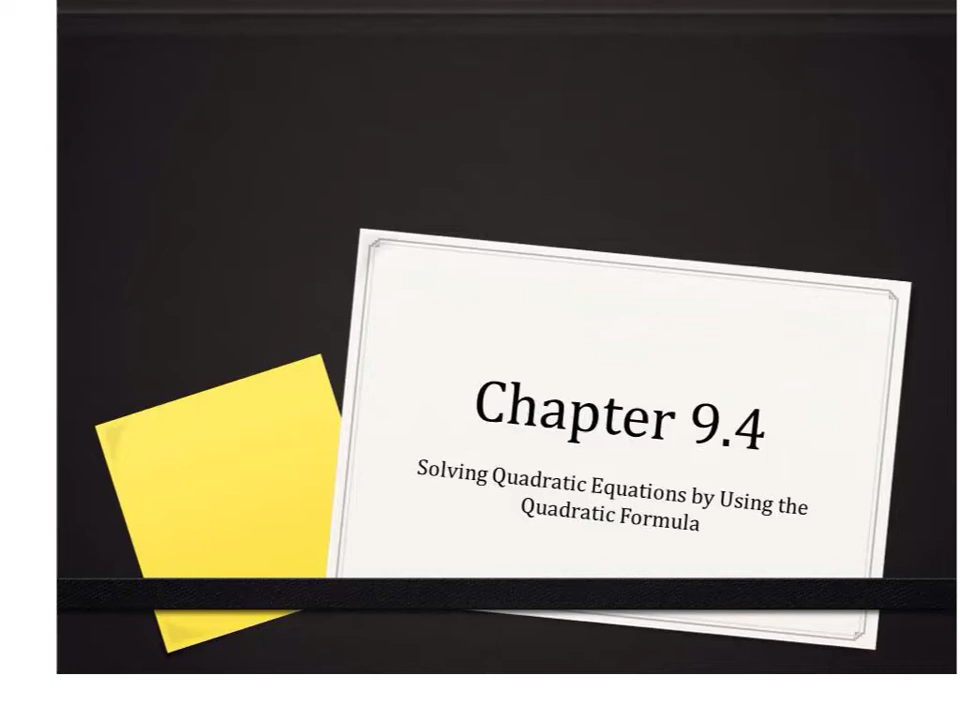 Chapter 9.4
Solving Quadratic Equations by Using the
Quadratic Formula